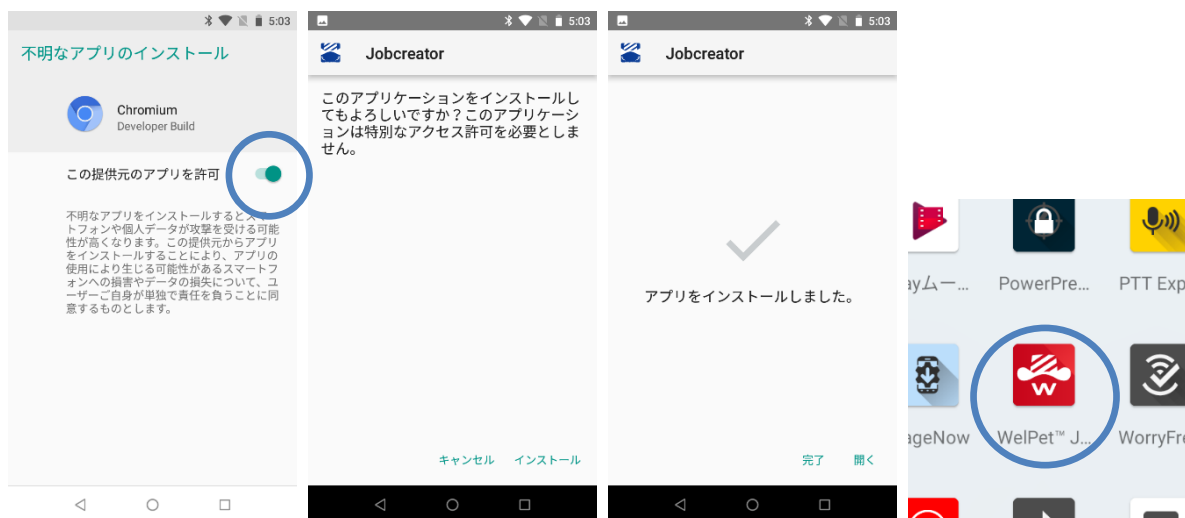 5:03
不明なアプリのインストール
Chromium
Developer Build
この提供元のアプリを許可
不明なアプリをインストールするとスマー
トフォンや個人データが攻撃を受ける可能
性が高くなります。この提供元からアプリ
をインストールすることにより、アプリの
使用により生じる可能性があるスマートフ
ォンへの損害やデータの損失について、ユ
ーザーご自身が単独で責任を負うことに同
意するものとします。
5:03
Jobcreator
このアプリケーションをインストールし
てもよろしいですか？このアプリケーシ
ョンは特別なアクセス許可を必要としま
せん。
キャンセル インストール
5:03
Jobcreator
アプリをインストールしました。
完了 開く
ayムー... PowerPre... PTT Exp
W
ageNow WelPet™ J... WorryFre